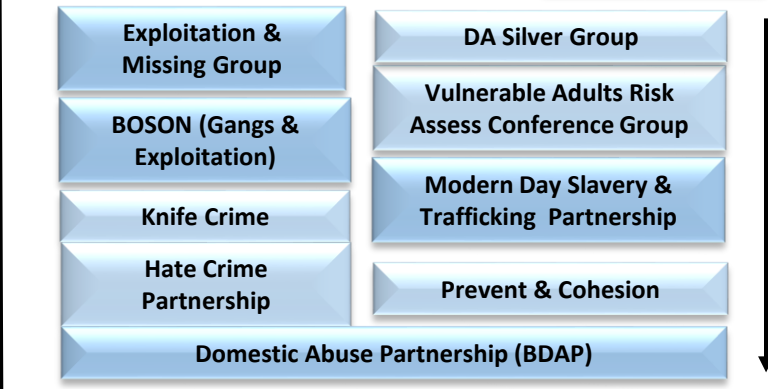 Exploitation &
Missing Group
BOSON (Gangs &
Exploitation)
Knife Crime
Hate Crime
Partnership
DA Silver Group
Vulnerable Adults Risk
Assess Conference Group
Modern Day Slavery &
Trafficking Partnership
Prevent & Cohesion
Domestic Abuse Partnership (BDAP)